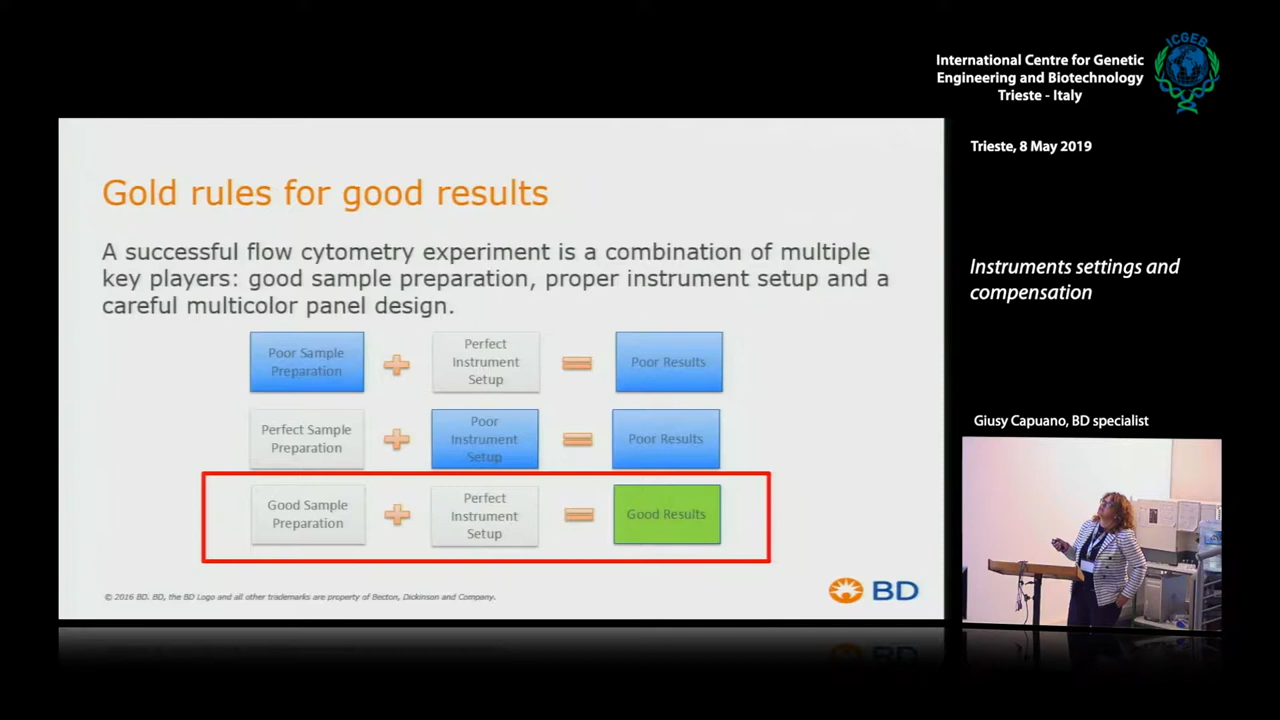 ICGEB
International Centre for Genetic
Engineering and Biotechnology
Trieste - Italy
Trieste, 8 May 2019
Gold rules for good results
A successful flow cytometry experiment is a combination of multiple
key players: good sample preparation, proper instrument setup and a
careful multicolor panel design.
Poor Sample
Preparation
Perfect
Instrument
Setup
Poor Results
Perfect Sample
Preparation
Poor
Instrument
Setup
Poor Results
Good Sample
Preparation
Perfect
Instrument
Setup
Good Results
© 2016 BD. BD, the BD Logo and all other trademarks are property of Becton, Dickinson and Company.
BD
Instruments settings and
compensation
Giusy Capuano, BD specialist